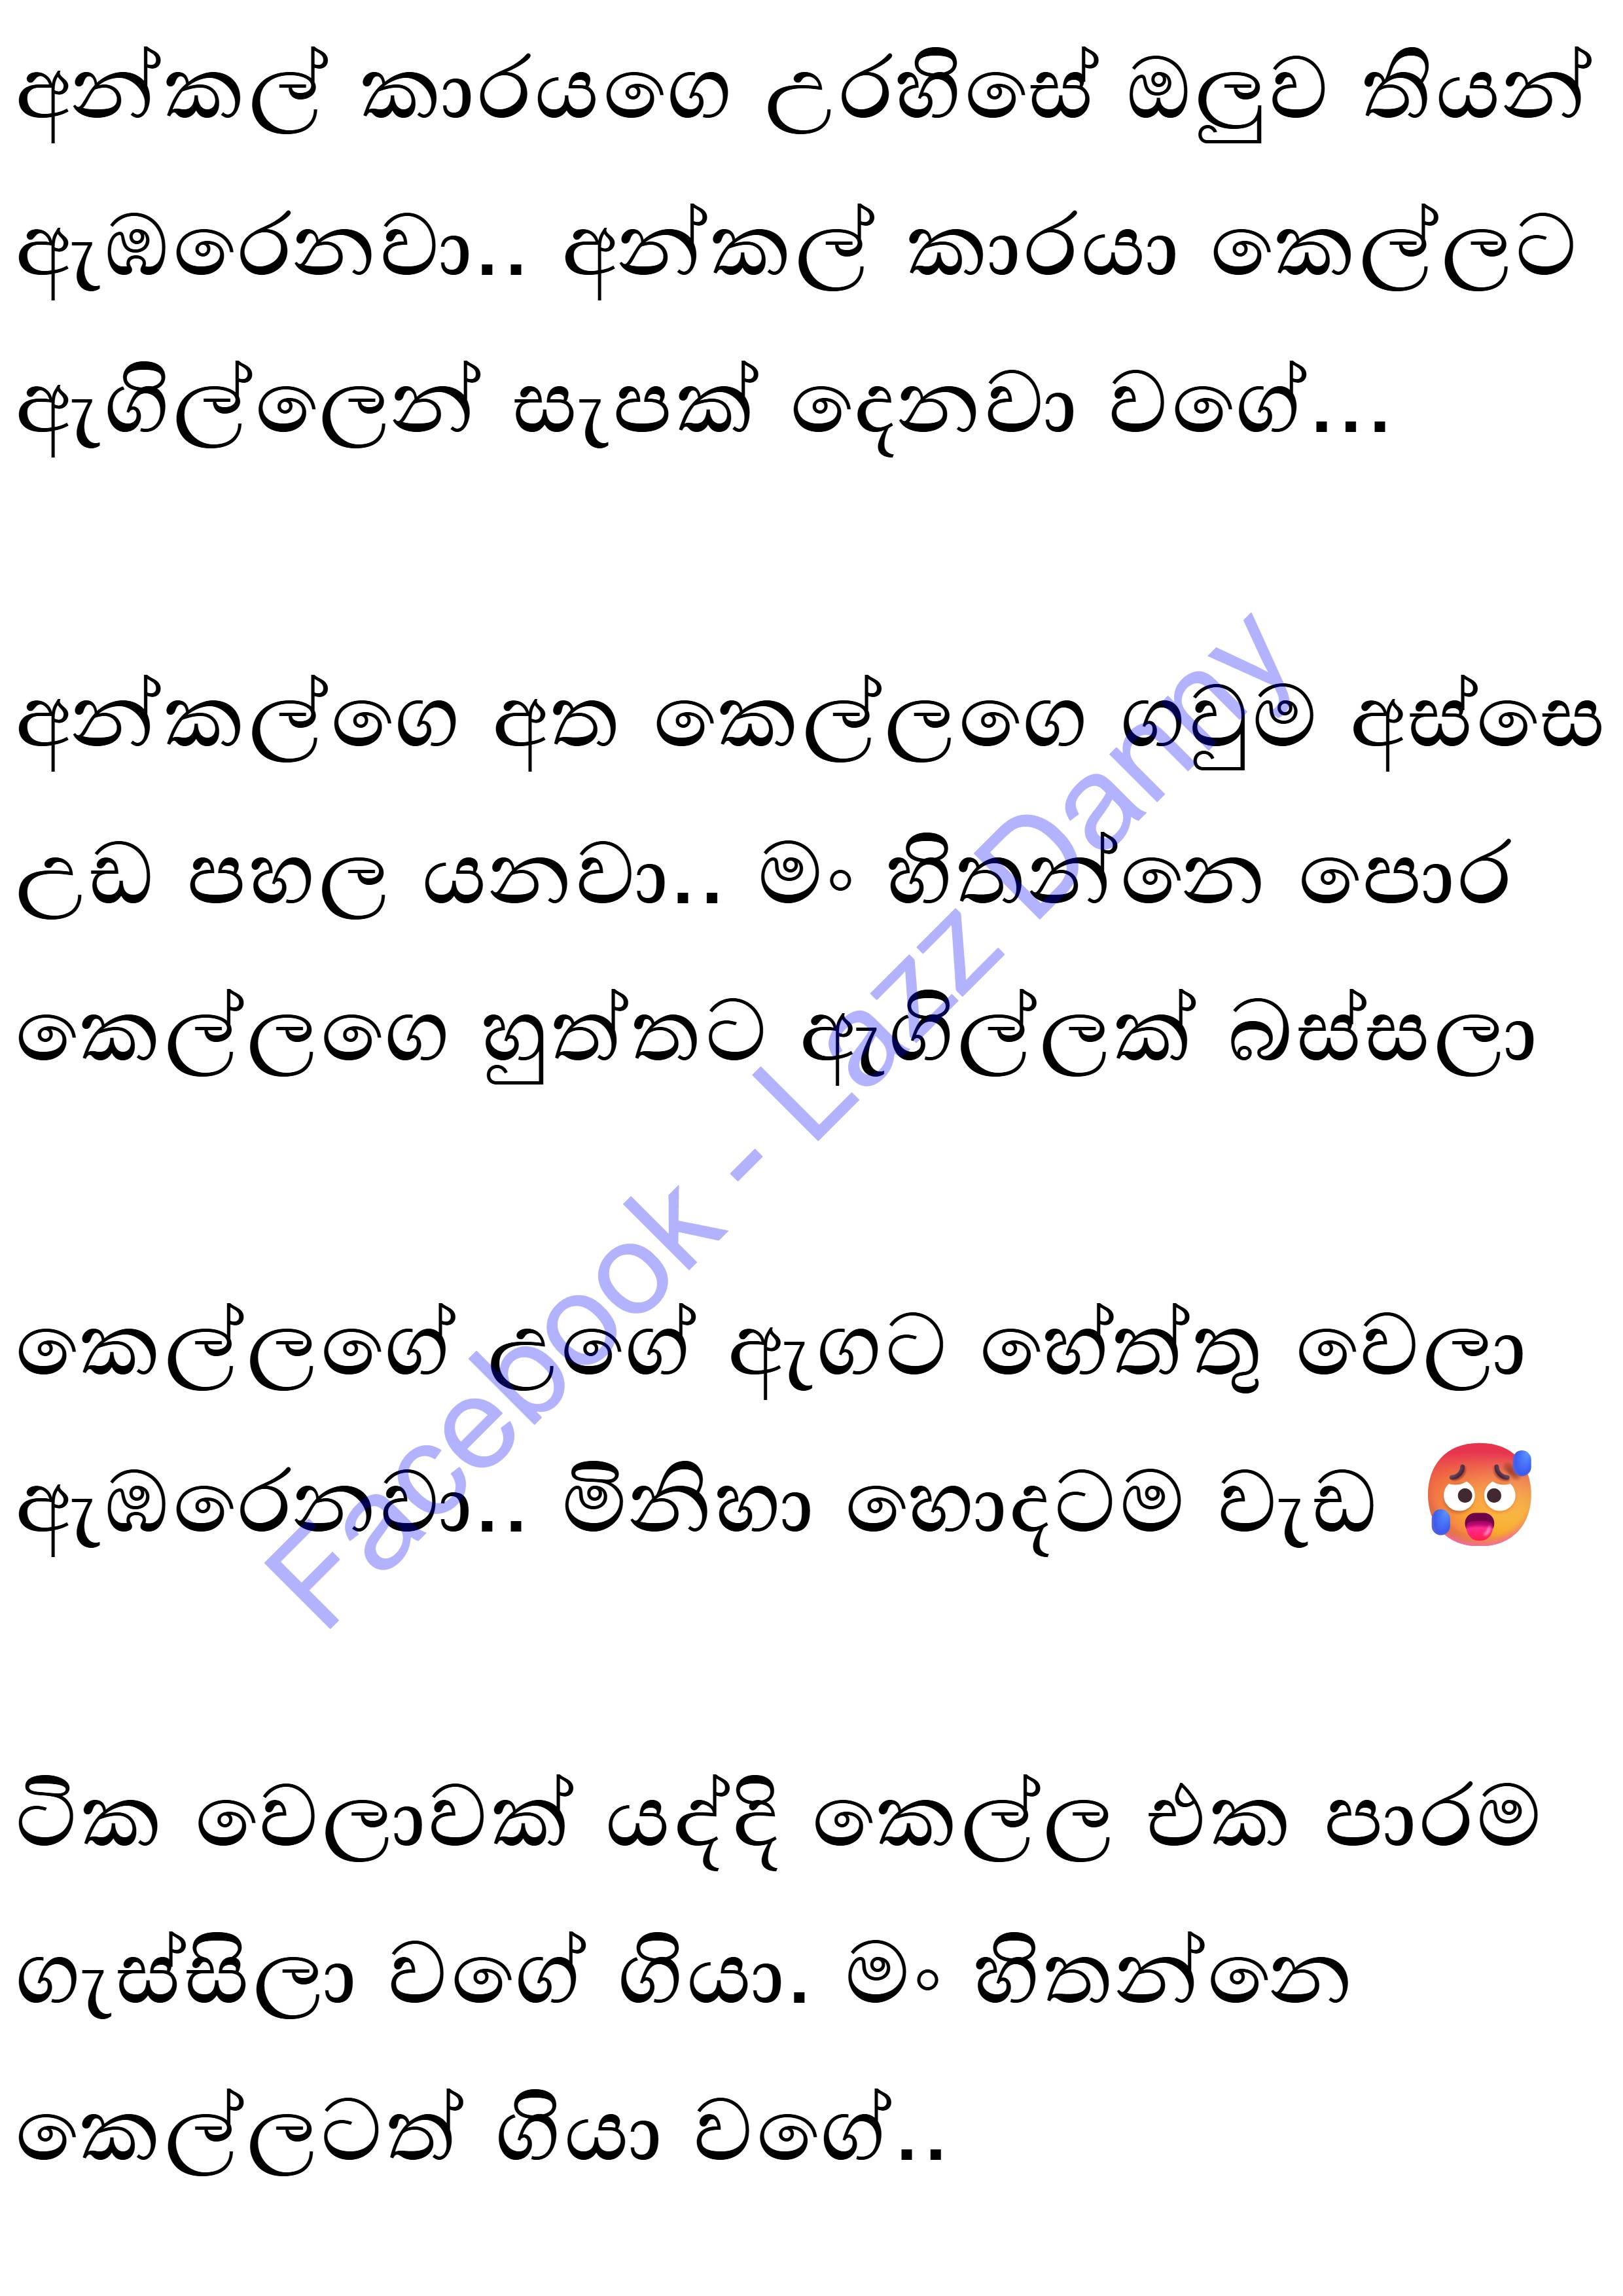 අන්කල් කාරයගෙ උරහිසේ ඔලුව තියන්
ඇඹරෙනවා.. අන්කල් කාරයා කෙල්ලට
ඇගිල්ලෙන් සැපක් දෙනවා වගේ...
අන්කල්ගෙ අත කෙල්ලගෙ ගවුම අස්සෙ
උඩ පහල යනවා.. මං හිතන්නෙ පොර
කෙල්ලගෙ හුත්තට ඇගිල්ලක් බස්සලා
කෙල්ලගේ උගේ ඇගට හේත්තු වෙලා
ඇඹරෙනවා.. මිනිහා හොදටම වැඩ 🥵
ටික වෙලාවක් යද්දි කෙල්ල එක පාරම
ගැස්සිලා වගේ ගියා. මං හිතන්නෙ
කෙල්ලටත් ගියා වගේ..
Facebook - Lazz Danny